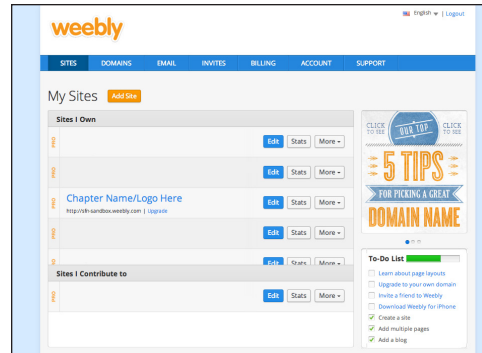 English | Logout
weebly
SITES DOMAINS EMAIL INVITES BILLING ACCOUNT SUPPORT
My Sites Add Site
Sites I Own
PRO Edit Stats More
PRO Edit Stats More
PRO Chapter Name/Logo Here Edit Stats More
http://sfn-sandbox.weebly.com | Upgrade
PRO Edit Stats More
Edit Stats More
Sites I Contribute to
PRO Edit Stats More
CLICK TO SEE OUR TOP CLICK TO SEE
5 TIPS
FOR PICKING A GREAT
DOMAIN NAME
To-Do List
Learn about page layouts
Upgrade to your own domain
Invite a friend to Weebly
Download Weebly for iPhone
Create a site
Add multiple pages
Add a blog